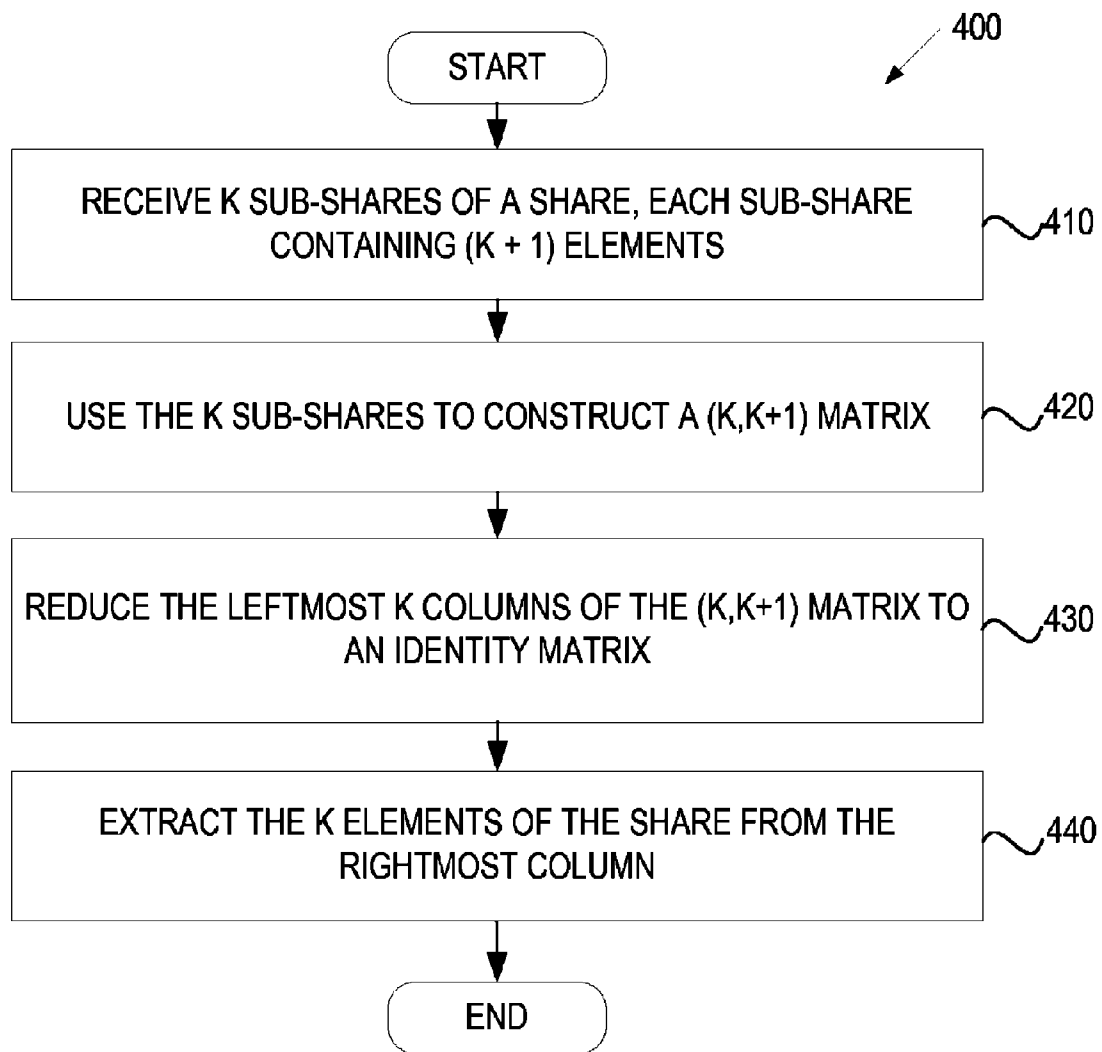 400
START
RECEIVE K SUB-SHARES OF A SHARE, EACH SUB-SHARE
CONTAINING (K + 1) ELEMENTS
410
USE THE K SUB-SHARES TO CONSTRUCT A (K,K+1) MATRIX
420
REDUCE THE LEFTMOST K COLUMNS OF THE (K,K+1) MATRIX TO
AN IDENTITY MATRIX
430
EXTRACT THE K ELEMENTS OF THE SHARE FROM THE
RIGHTMOST COLUMN
440
END